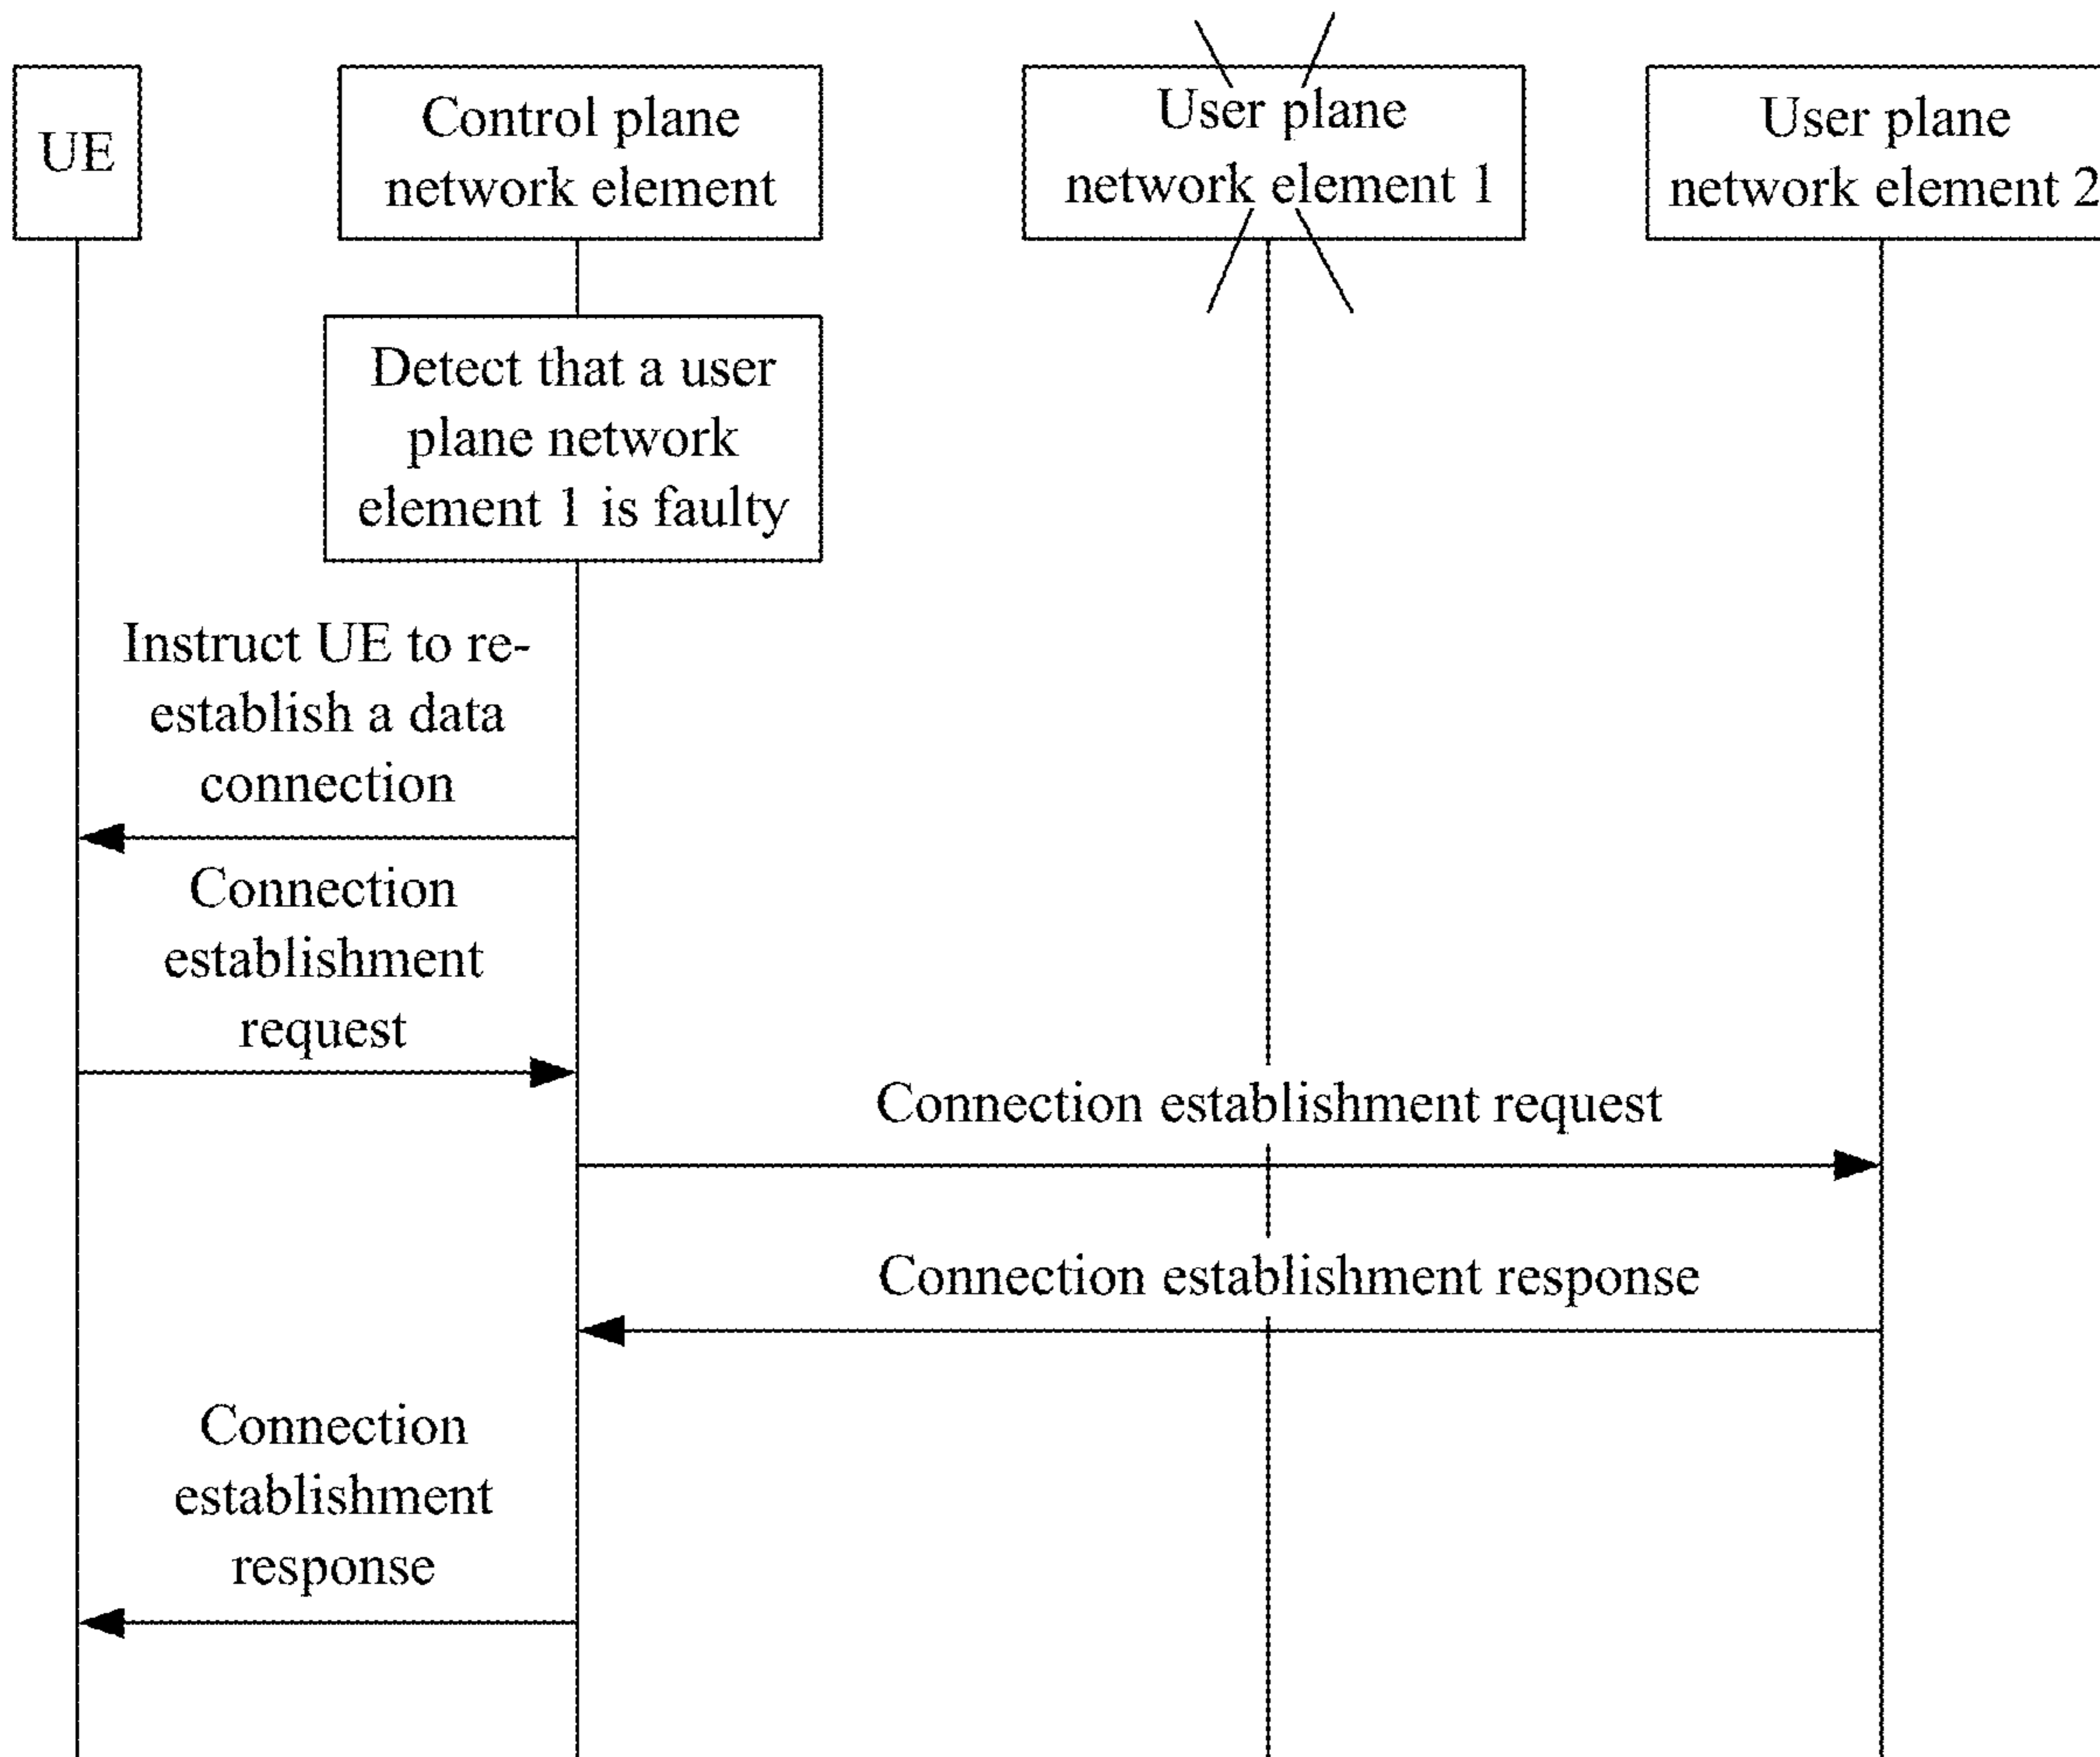 UE
Control plane
network element
User plane
network element 1
User plane
network element 2
Detect that a user
plane network
element 1 is faulty
Instruct UE to re-
establish a data
connection
Connection
establishment
request
Connection establishment request
Connection establishment response
Connection
establishment
response